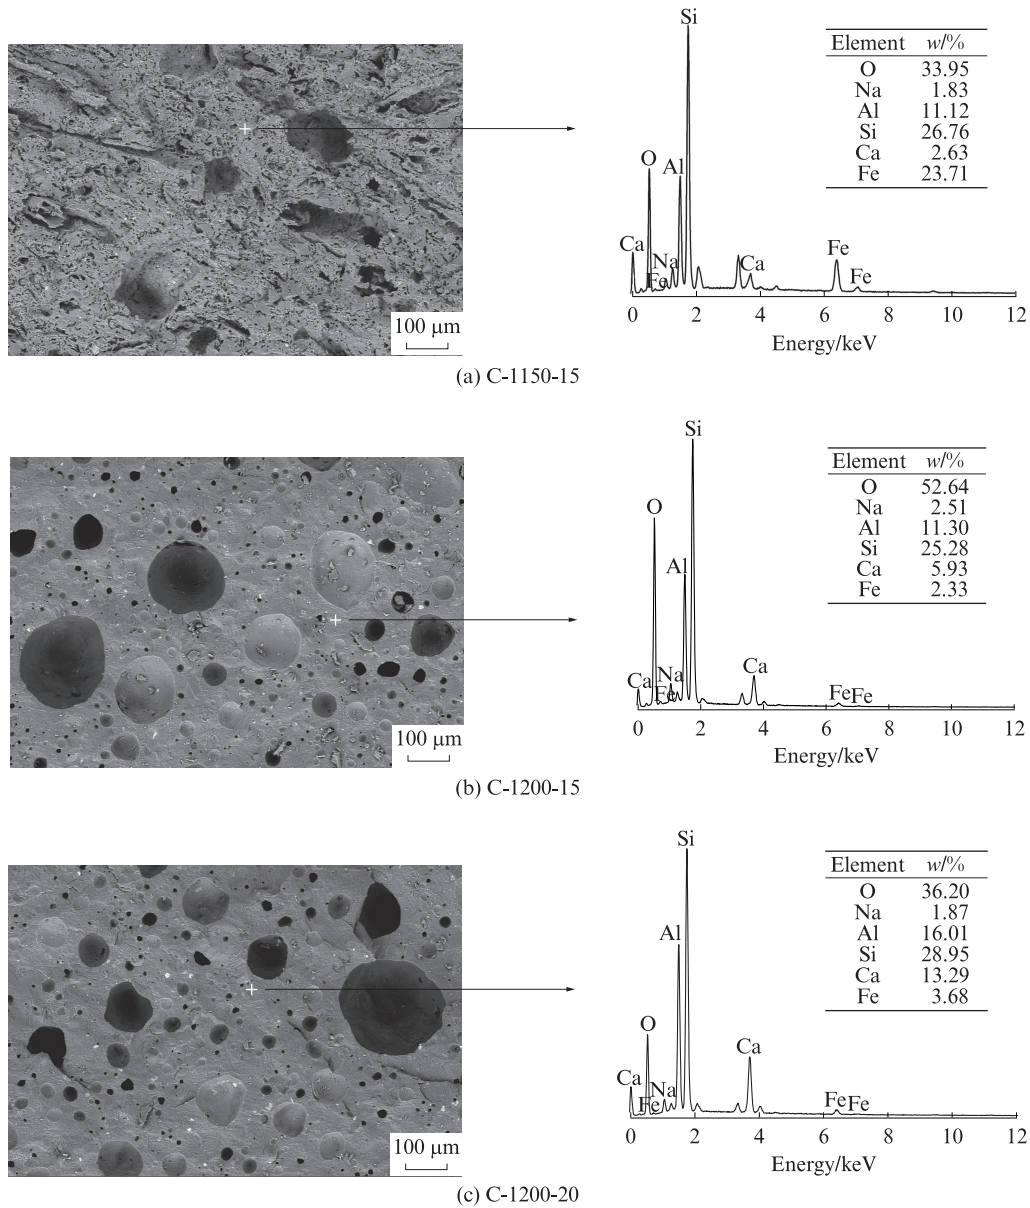 Si
Element w/%
O 33.95
Na 1.83
Al 11.12
Si 26.76
Ca 2.63
Fe 23.71
O
Al
Ca
Na
Fe
Ca
Fe
Fe
100 μm
0 2 4 6 8 10 12
Energy/keV
(a) C-1150-15
Si
Element w/%
O 52.64
Na 2.51
Al 11.30
Si 25.28
Ca 5.93
Fe 2.33
O
Al
Ca
Na
Fe
Ca
Fe
Fe
100 μm
0 2 4 6 8 10 12
Energy/keV
(b) C-1200-15
Si
Element w/%
O 36.20
Na 1.87
Al 16.01
Si 28.95
Ca 13.29
Fe 3.68
Al
O
Ca
Ca
Na
Fe
Fe
Fe
100 μm
0 2 4 6 8 10 12
Energy/keV
(c) C-1200-20